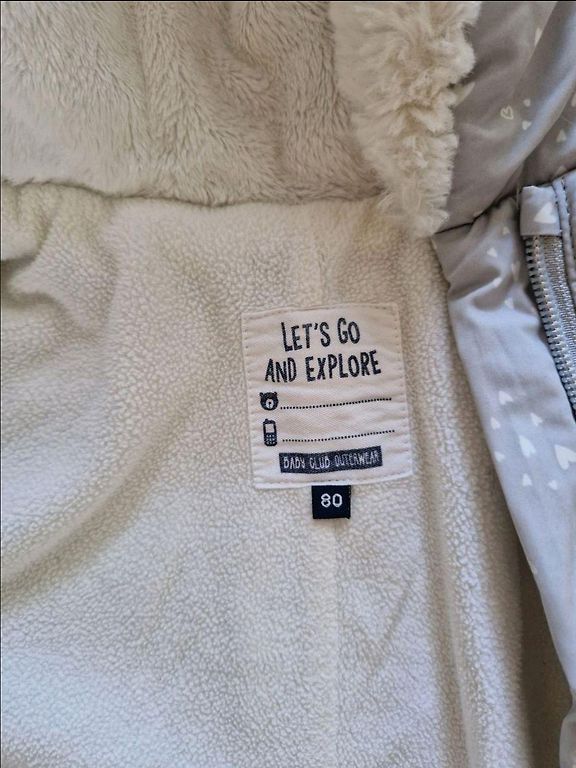 LET'S GO
AND EXPLORE
BABY CLUB OUTERWEAR
80